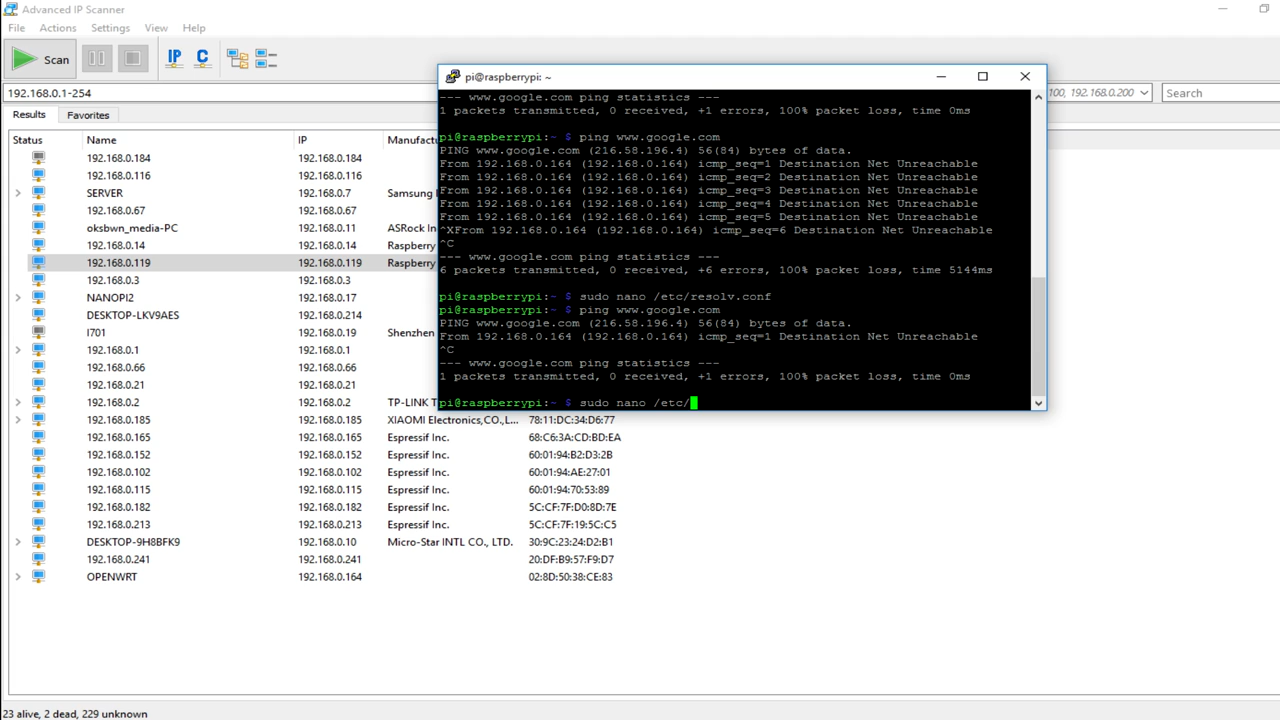 Advanced IP Scanner
File Actions Settings View Help
Scan IP C
192.168.0.1-254
100, 192.168.0.200 Search
Results Favorites
Status Name IP Manufact
192.168.0.184 192.168.0.184
192.168.0.116 192.168.0.116
SERVER 192.168.0.7 Samsung
192.168.0.67 192.168.0.67
oksbwn_media-PC 192.168.0.11 ASRock In
192.168.0.14 192.168.0.14 Raspberry
192.168.0.119 192.168.0.119 Raspberry
192.168.0.3 192.168.0.3
NANOPI2 192.168.0.17
DESKTOP-LKV9AES 192.168.0.214
I701 192.168.0.19 Shenzhen
192.168.0.1 192.168.0.1
192.168.0.66 192.168.0.66
192.168.0.21 192.168.0.21
192.168.0.2 192.168.0.2 TP-LINK T
192.168.0.185 192.168.0.185 XIAOMI Electronics,CO.,L... 78:11:DC:34:D6:77
192.168.0.165 192.168.0.165 Espressif Inc. 68:C6:3A:CD:BD:EA
192.168.0.152 192.168.0.152 Espressif Inc. 60:01:94:B2:D3:2B
192.168.0.102 192.168.0.102 Espressif Inc. 60:01:94:AE:27:01
192.168.0.115 192.168.0.115 Espressif Inc. 60:01:94:70:53:89
192.168.0.182 192.168.0.182 Espressif Inc. 5C:CF:7F:D0:8D:7E
192.168.0.213 192.168.0.213 Espressif Inc. 5C:CF:7F:19:5C:C5
DESKTOP-9H8BFK9 192.168.0.10 Micro-Star INTL CO., LTD. 30:9C:23:24:D2:B1
192.168.0.241 192.168.0.241 20:DF:B9:57:F9:D7
OPENWRT 192.168.0.164 02:8D:50:38:CE:83
23 alive, 2 dead, 229 unknown
pi@raspberrypi: ~
--- www.google.com ping statistics ---
1 packets transmitted, 0 received, +1 errors, 100% packet loss, time 0ms
pi@raspberrypi:~ $ ping www.google.com
PING www.google.com (216.58.196.4) 56(84) bytes of data.
From 192.168.0.164 (192.168.0.164) icmp_seq=1 Destination Net Unreachable
From 192.168.0.164 (192.168.0.164) icmp_seq=2 Destination Net Unreachable
From 192.168.0.164 (192.168.0.164) icmp_seq=3 Destination Net Unreachable
From 192.168.0.164 (192.168.0.164) icmp_seq=4 Destination Net Unreachable
From 192.168.0.164 (192.168.0.164) icmp_seq=5 Destination Net Unreachable
^XFrom 192.168.0.164 (192.168.0.164) icmp_seq=6 Destination Net Unreachable
^C
--- www.google.com ping statistics ---
6 packets transmitted, 0 received, +6 errors, 100% packet loss, time 5144ms
pi@raspberrypi:~ $ sudo nano /etc/resolv.conf
pi@raspberrypi:~ $ ping www.google.com
PING www.google.com (216.58.196.4) 56(84) bytes of data.
From 192.168.0.164 (192.168.0.164) icmp_seq=1 Destination Net Unreachable
^C
--- www.google.com ping statistics ---
1 packets transmitted, 0 received, +1 errors, 100% packet loss, time 0ms
pi@raspberrypi:~ $ sudo nano /etc/